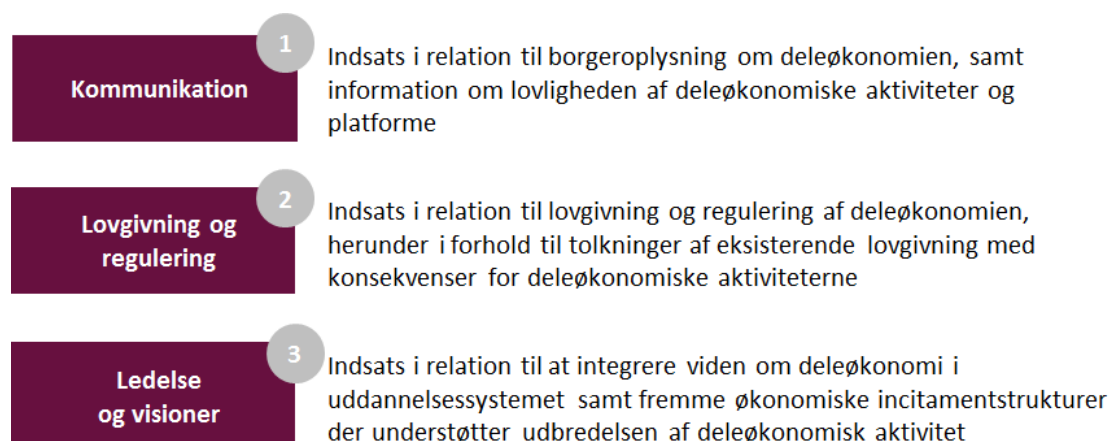 1
Kommunikation
Indsats i relation til borgeroplysning om deleøkonomien, samt
information om lovligheden af deleøkonomiske aktiviteter og
platforme
2
Lovgivning og
regulering
Indsats i relation til lovgivning og regulering af deleøkonomien,
herunder i forhold til tolkninger af eksisterende lovgivning med
konsekvenser for deleøkonomiske aktiviteterne
3
Ledelse
og visioner
Indsats i relation til at integrere viden om deleøkonomi i
uddannelsessystemet samt fremme økonomiske incitamentstrukturer
der understøtter udbredelsen af deleøkonomisk aktivitet